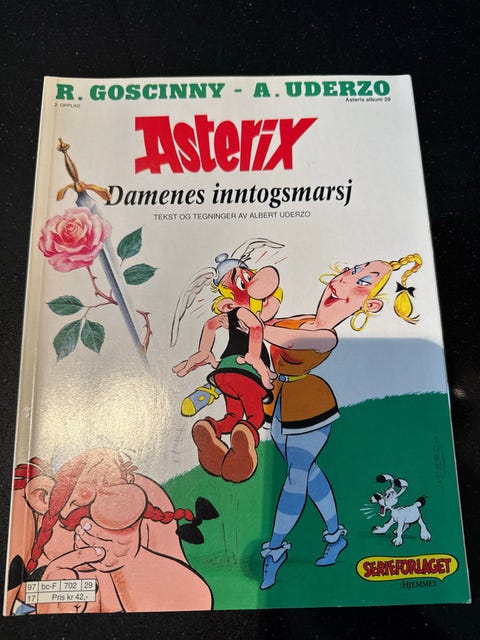 R. GOSCINNY - A. UDERZO
2. OPPLAG
Asterix album 29
Asterix
Damenes inntogsmarsj
TEKST OG TEGNINGER AV ALBERT UDERZO
SERIEFORLAGET
HJEMMET
97 bc-F 702 29
17 Pris kr 42,-